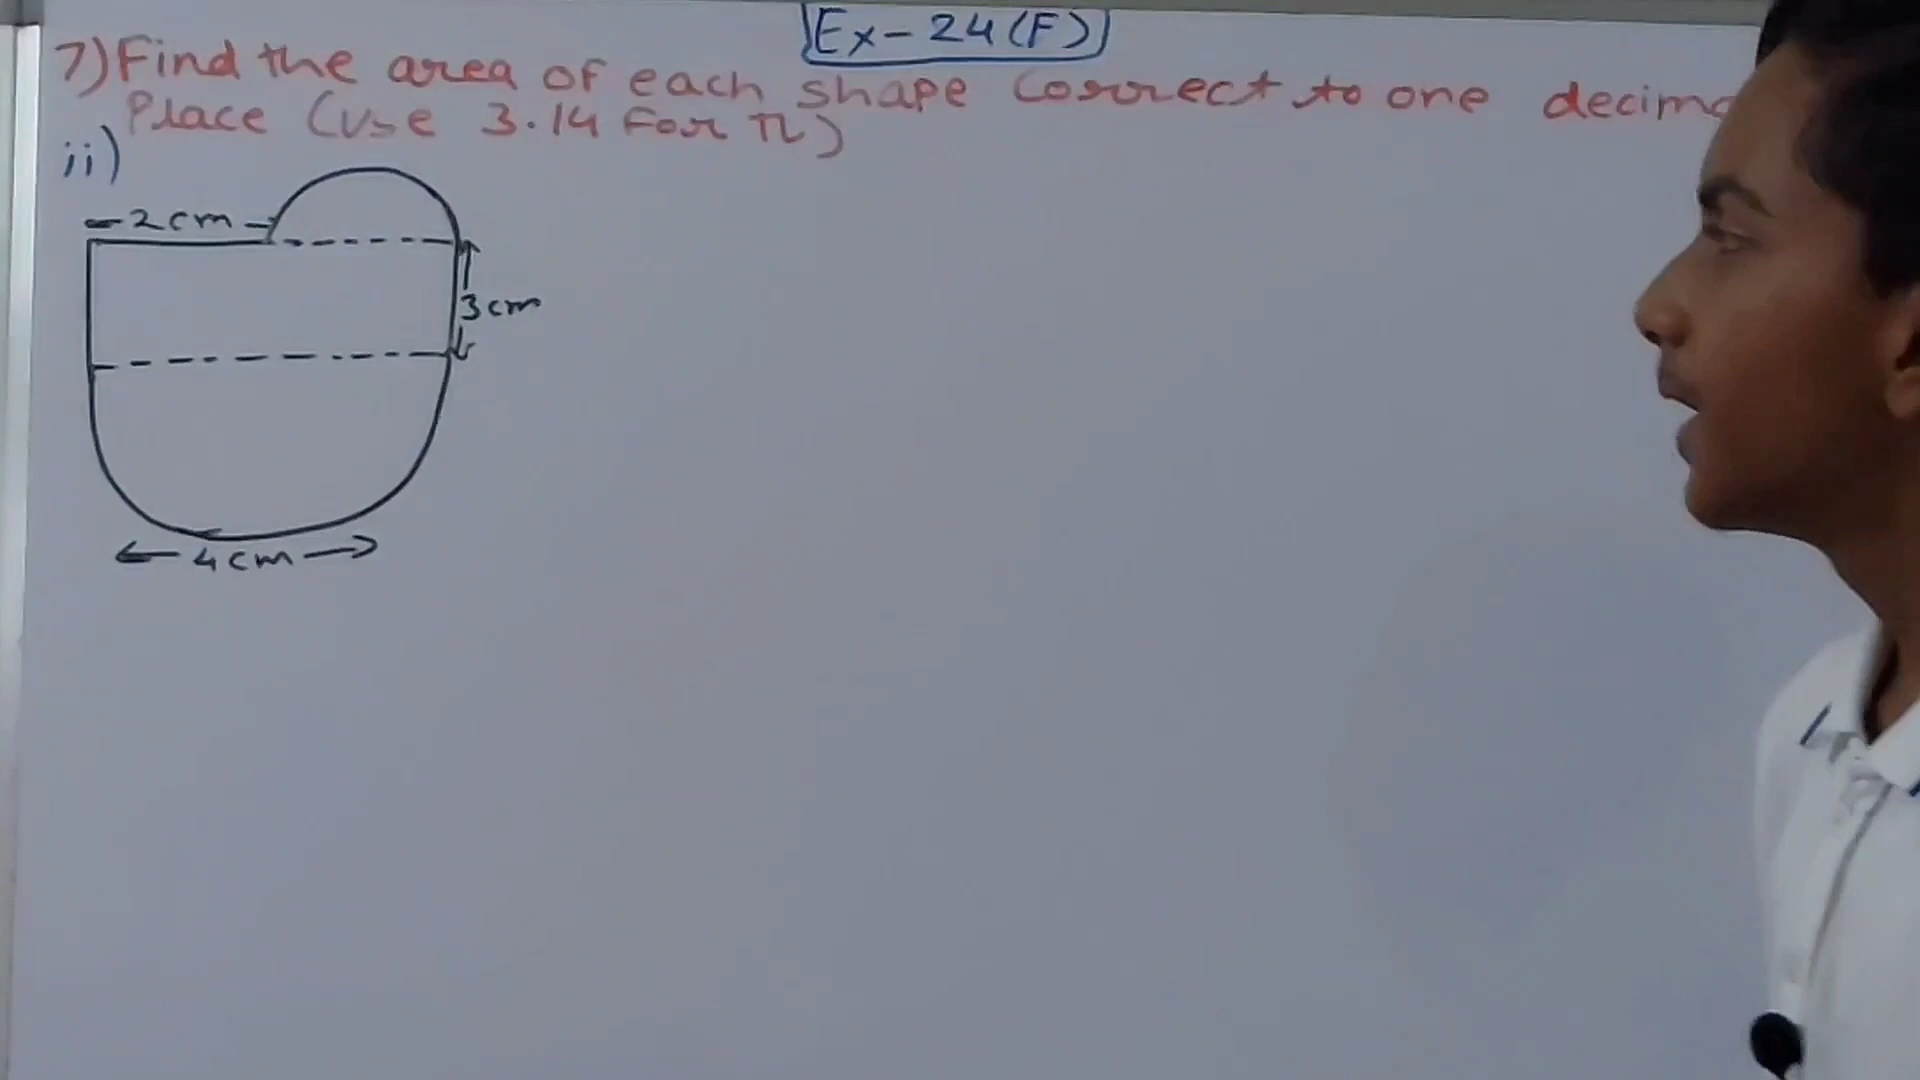 Ex-24(F)
7) Find the area of each shape correct to one
Place (Use 3.14 For π)
ii)
2cm
3cm
4cm